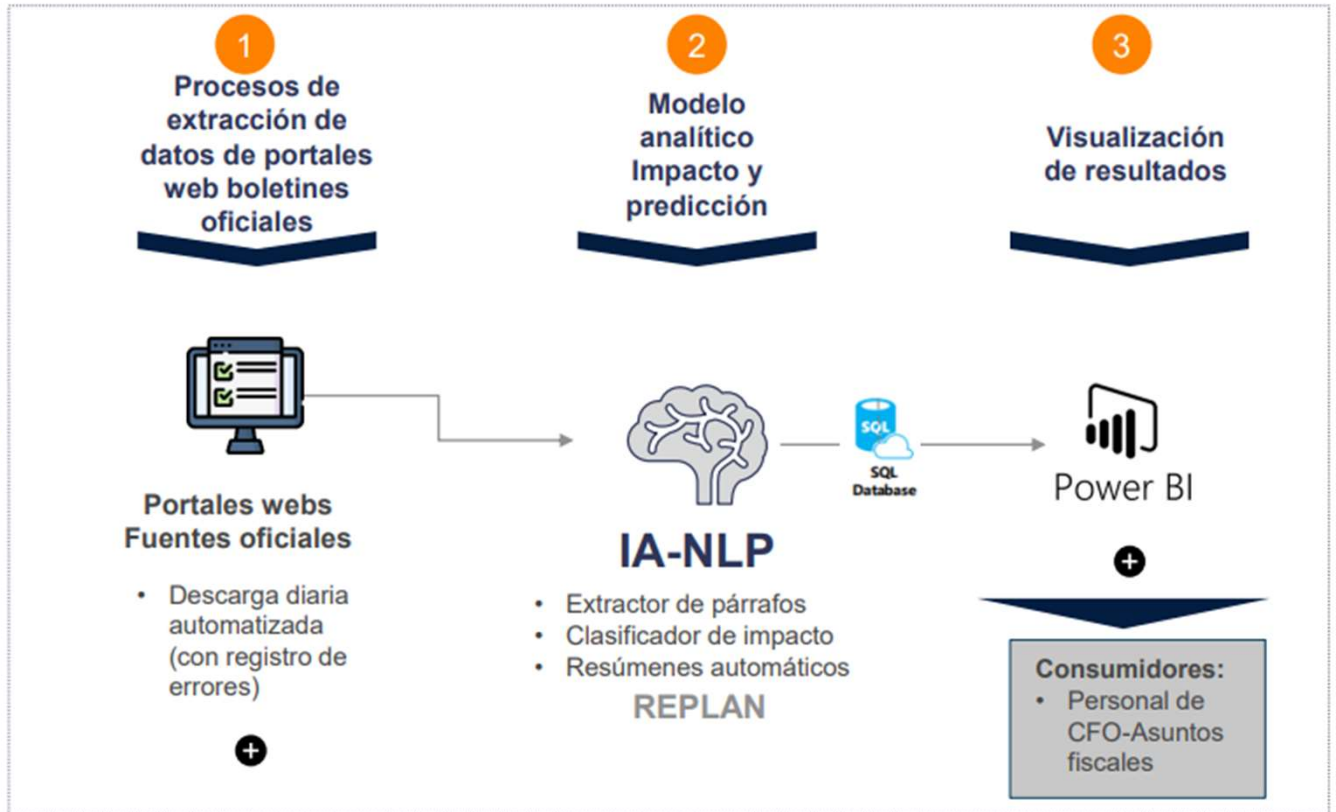 1
Procesos de
extracción de
datos de portales
web boletines
oficiales
2
Modelo
analítico
Impacto y
predicción
3
Visualización
de resultados
Portales webs
Fuentes oficiales
• Descarga diaria
automatizada
(con registro de
errores)
IA-NLP
• Extractor de párrafos
• Clasificador de impacto
• Resúmenes automáticos
REPLAN
SQL
SQL
Database
Power BI
Consumidores:
• Personal de
CFO-Asuntos
fiscales